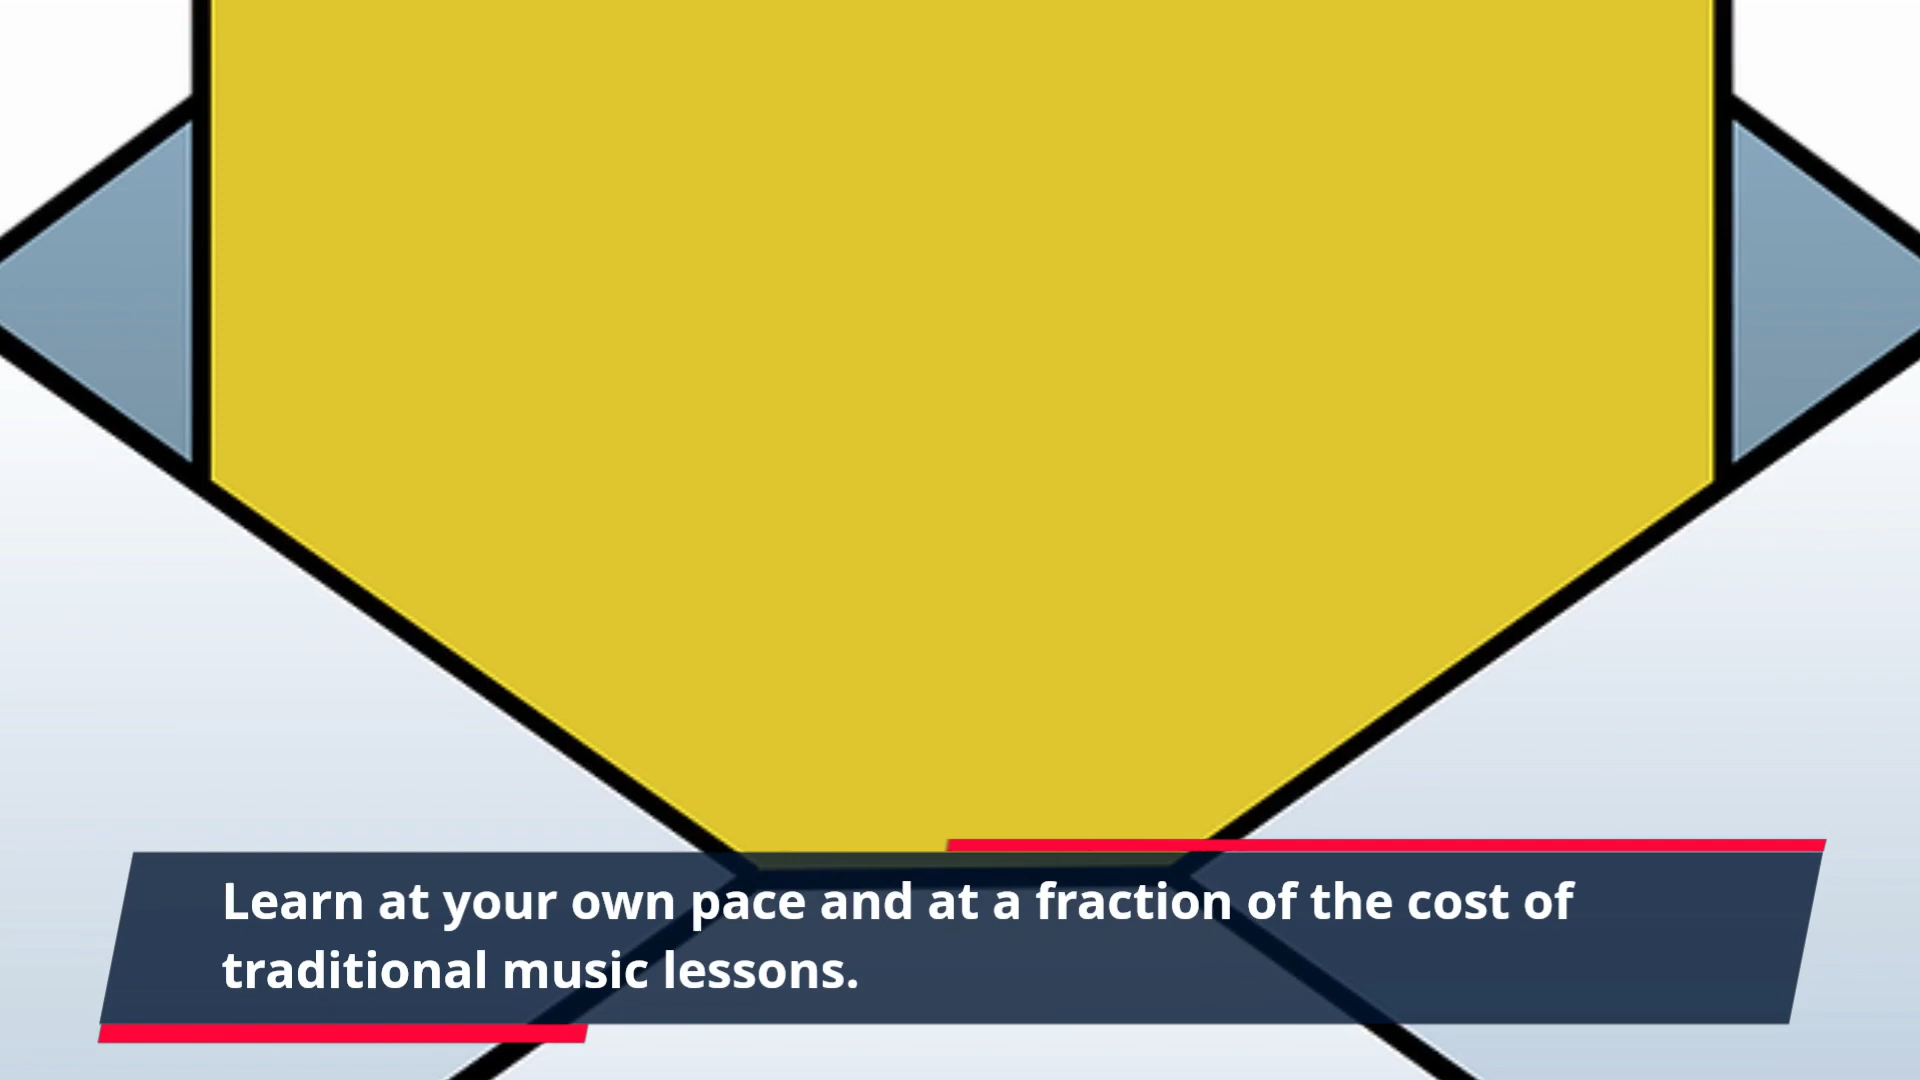 Learn at your own pace and at a fraction of the cost of
traditional music lessons.